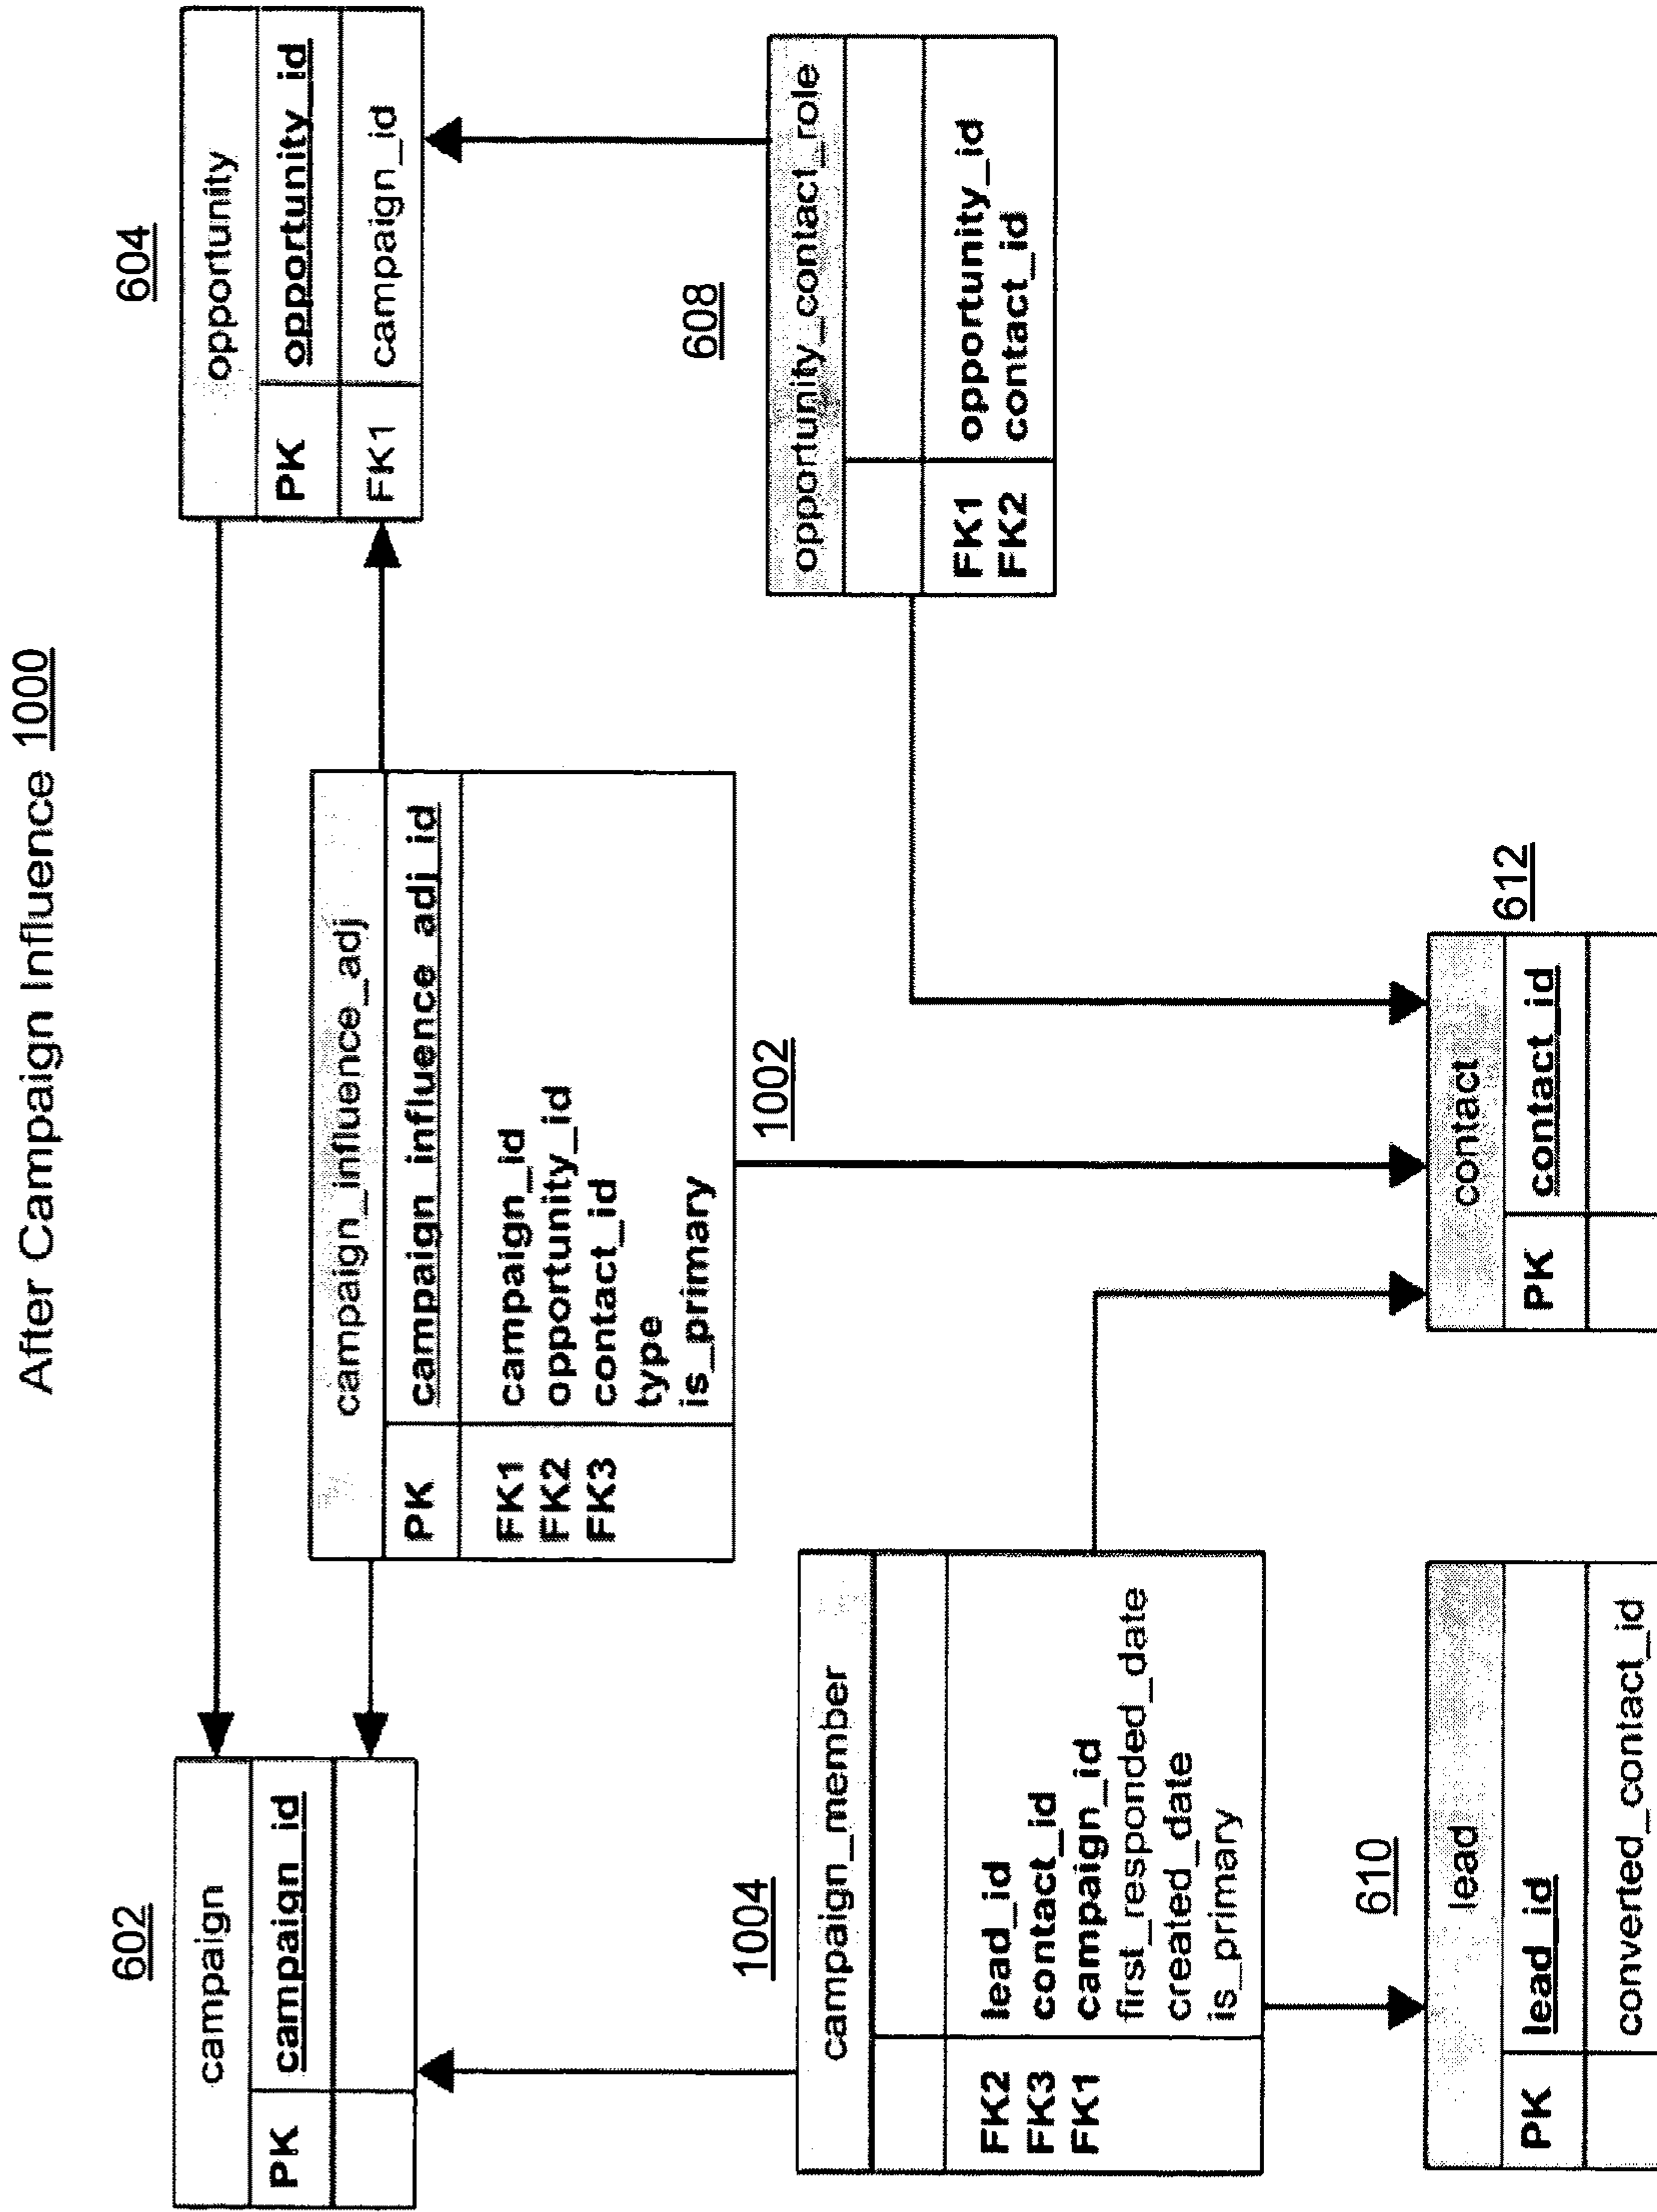 After Campaign Influence 1000
602
campaign
PK campaign_id
604
opportunity
PK opportunity_id
FK1 campaign_id
campaign_influence_adj
PK campaign_influence_adj_id
FK1 campaign_id
FK2 opportunity_id
FK3 contact_id
type
is_primary
1002
608
opportunity_contact_role
FK1 opportunity_id
FK2 contact_id
1004
campaign_member
FK2 lead_id
FK3 contact_id
FK1 campaign_id
first_responded_date
created_date
is_primary
610
lead
PK lead_id
converted_contact_id
612
contact
PK contact_id